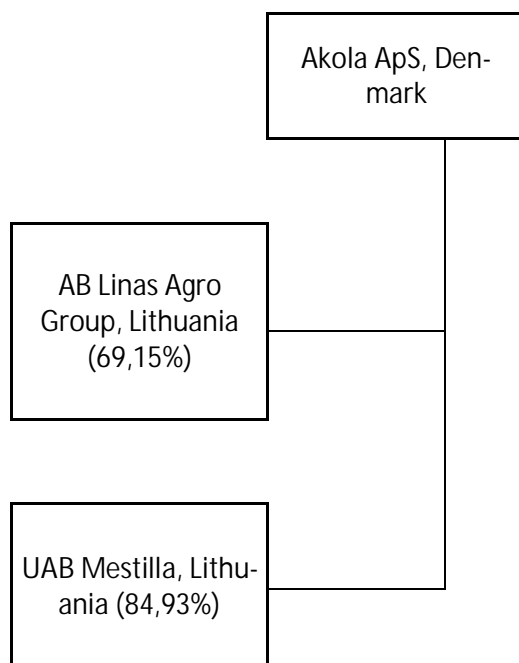 Akola ApS, Den-
mark
AB Linas Agro
Group, Lithuania
(69,15%)
UAB Mestilla, Lithu-
ania (84,93%)